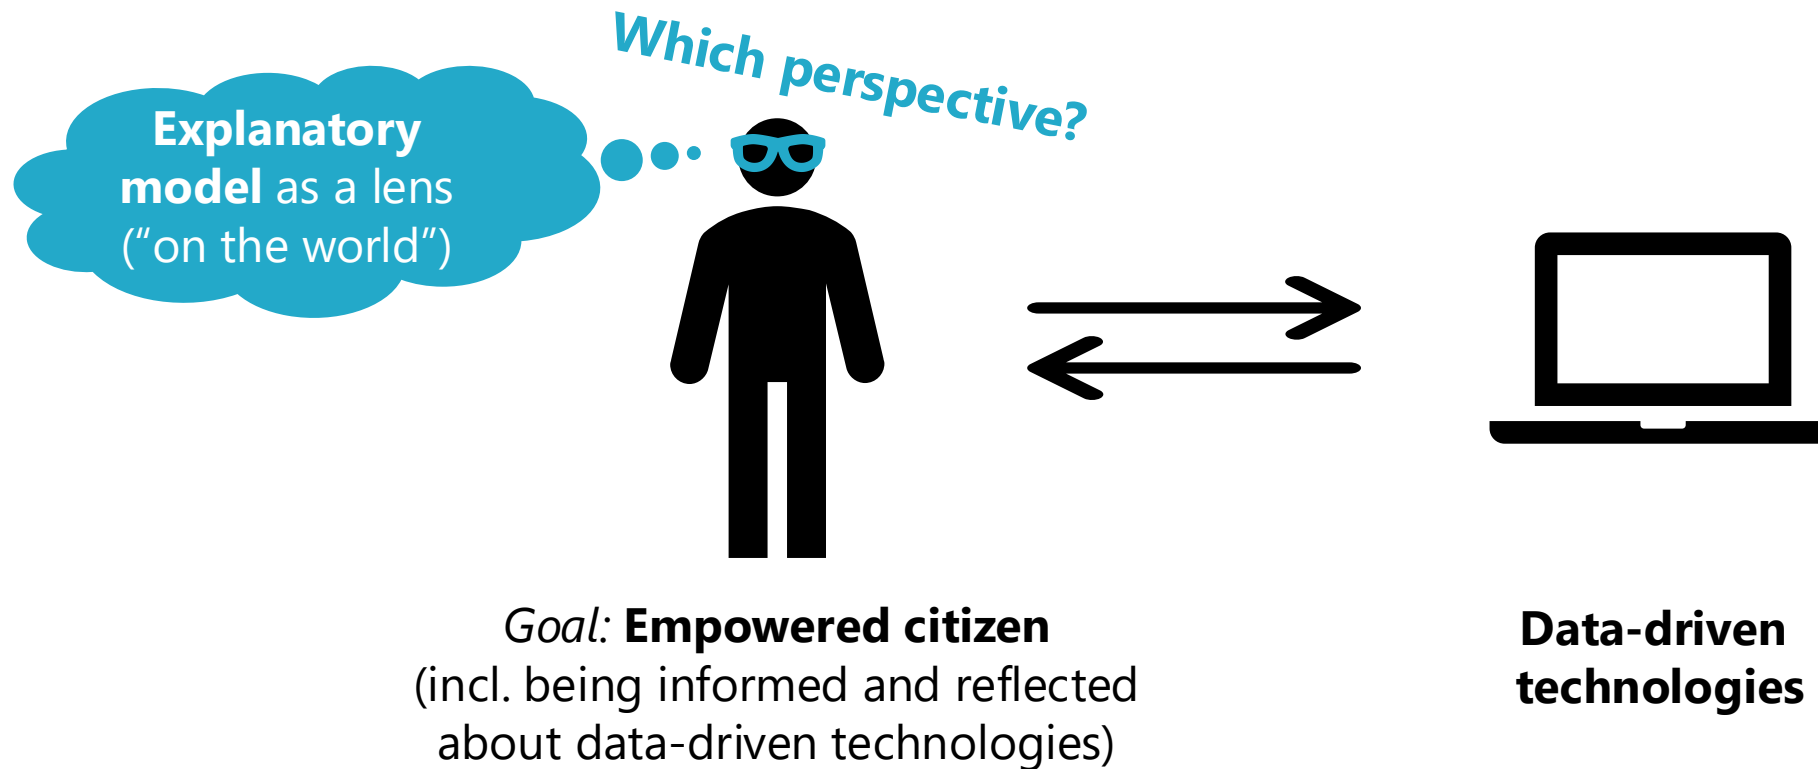 Which perspective?
Explanatory
model as a lens
(“on the world”)
Goal: Empowered citizen
(incl. being informed and reflected
about data-driven technologies)
Data-driven
technologies